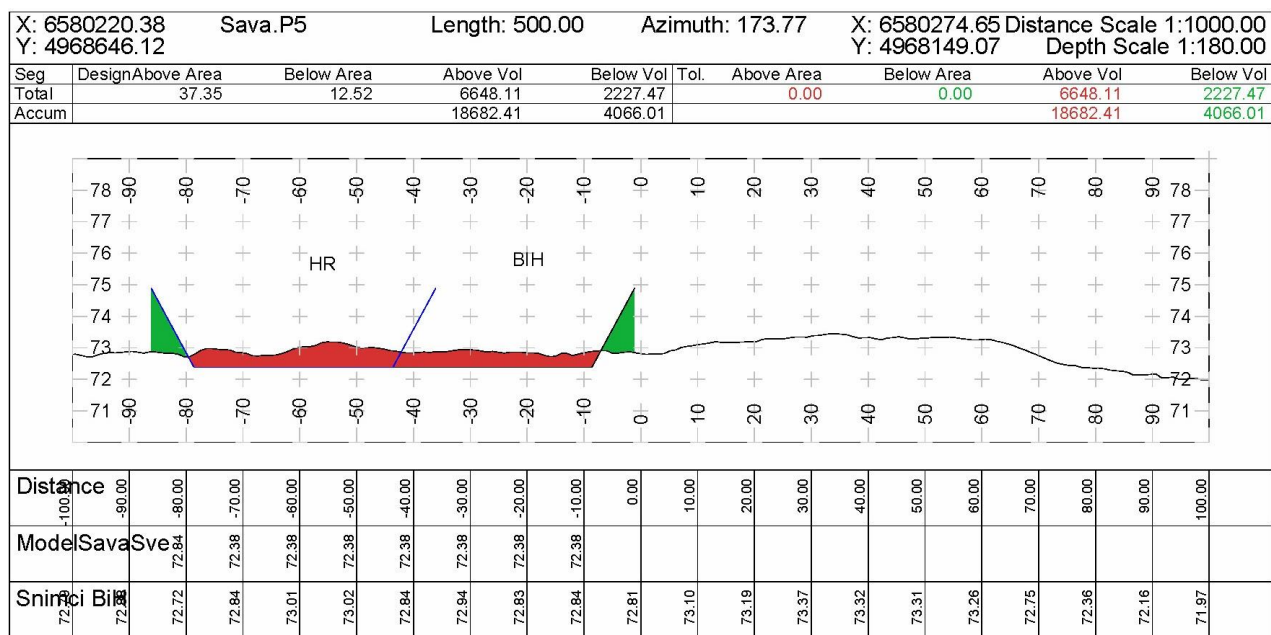 X: 6580220.38 Sava.P5 Length: 500.00 Azimuth: 173.77 X: 6580274.65 Distance Scale 1:1000.00
Y: 4968646.12 Y: 4968149.07 Depth Scale 1:180.00
Seg Design Above Area Below Area Above Vol Below Vol Tol. Above Area Below Area Above Vol Below Vol
Total 37.35 12.52 6648.11 2227.47 0.00 0.00 6648.11 2227.47
Accum 18682.41 4066.01 18682.41 4066.01
-90 -80 -70 -60 -50 -40 -30 -20 -10 0 10 20 30 40 50 60 70 80 90
78 78
77 77
76 76
HR BIH
75 75
74 74
73 73
72 72
71 71
-90 -80 -70 -60 -50 -40 -30 -20 -10 0 10 20 30 40 50 60 70 80 90
Distance -100.00 -90.00 -80.00 -70.00 -60.00 -50.00 -40.00 -30.00 -20.00 -10.00 0.00 10.00 20.00 30.00 40.00 50.00 60.00 70.00 80.00 90.00 100.00
ModelSavaSve 72.84 72.38 72.38 72.38 72.38 72.38 72.38 72.38
Snimci BiH 72.72 72.84 73.01 73.02 72.84 72.94 72.83 72.84 72.81 73.10 73.19 73.37 73.32 73.31 73.26 72.75 72.36 72.16 71.97